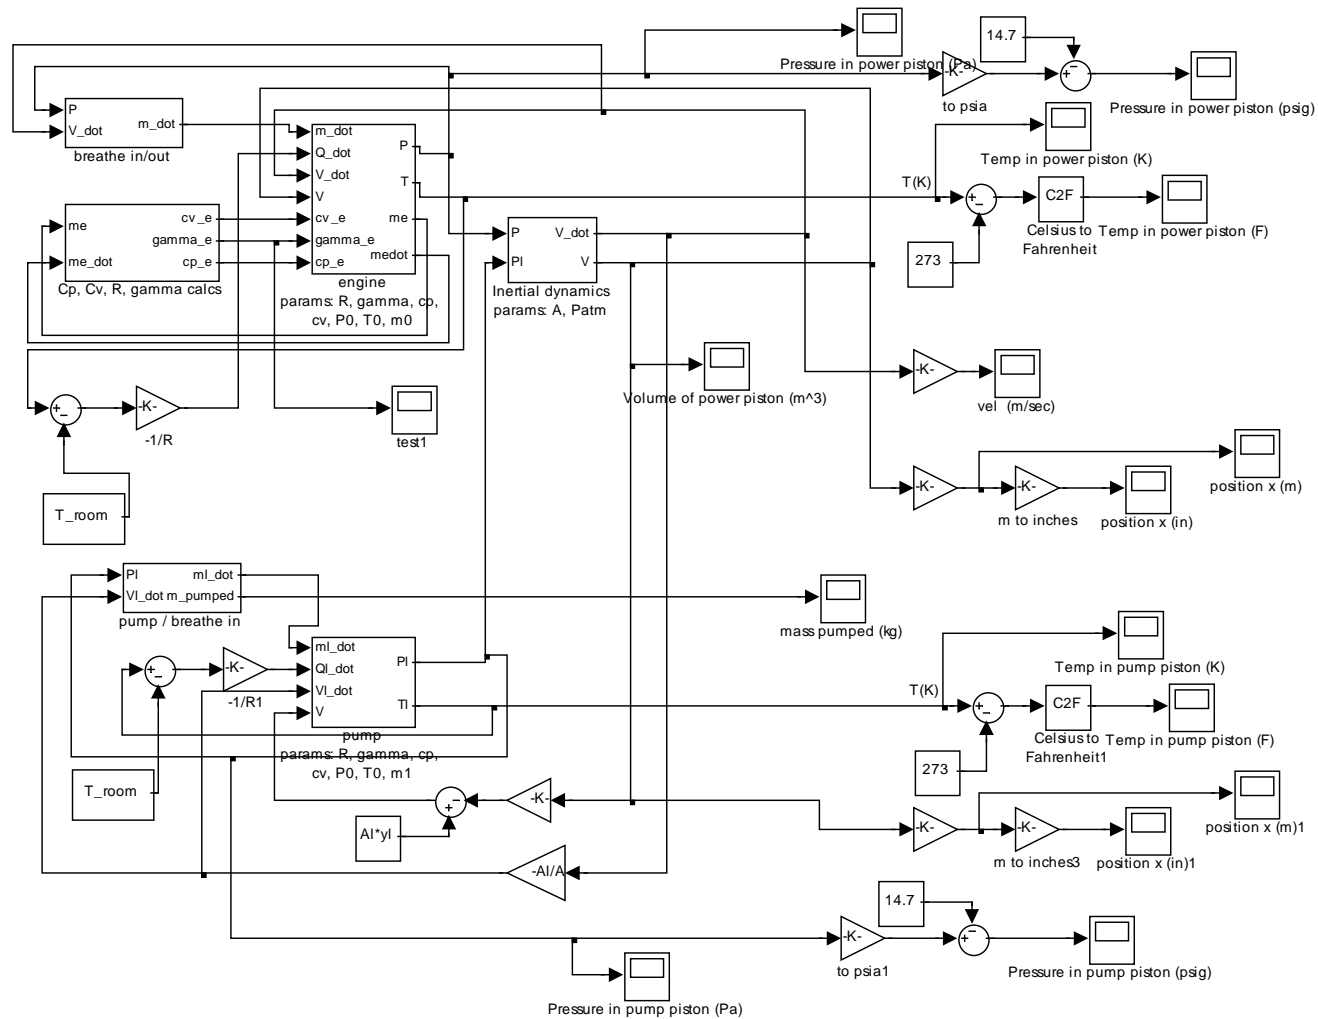 14.7
Pressure in power piston (Pa)
-K-
+
−
to psia
Pressure in power piston (psig)
P
V_dot
m_dot
breathe in/out
m_dot
Q_dot
V_dot
V
cv_e
gamma_e
cp_e
P
T
me
medot
engine
params: R, gamma, cp,
cv, P0, T0, m0
Temp in power piston (K)
T(K)
+
−
C2F
Celsius to
Fahrenheit
Temp in power piston (F)
273
me
me_dot
cv_e
gamma_e
cp_e
Cp, Cv, R, gamma calcs
P
Pl
V_dot
V
Inertial dynamics
params: A, Patm
Volume of power piston (m^3)
-K-
vel (m/sec)
+
−
-K-
-1/R
test1
T_room
-K-
-K-
m to inches
position x (in)
position x (m)
Pl
Vl_dot
ml_dot
m_pumped
pump / breathe in
mass pumped (kg)
+
−
-K-
-1/R1
ml_dot
Ql_dot
Vl_dot
V
Pl
Tl
pump
params: R, gamma, cp,
cv, P0, T0, m1
Temp in pump piston (K)
T(K)
+
−
C2F
Celsius to
Fahrenheit1
Temp in pump piston (F)
273
T_room
−
+
-K-
Al*yl
-Al/A
-K-
-K-
m to inches3
position x (in)1
position x (m)1
14.7
-K-
to psia1
+
−
Pressure in pump piston (psig)
Pressure in pump piston (Pa)